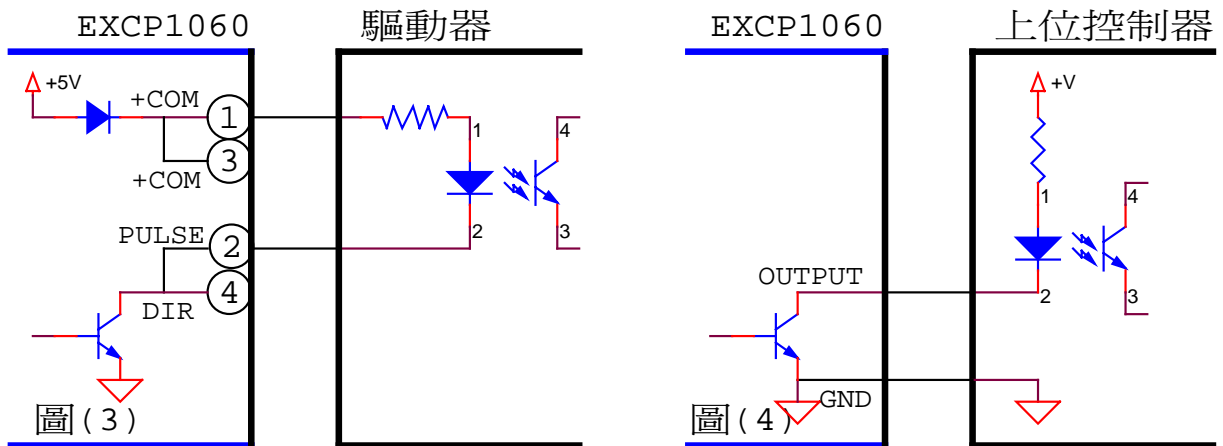 EXCP1060
驅動器
+5V
+COM
1
3
+COM
PULSE
2
4
DIR
1
4
2
3
圖(3)
EXCP1060
上位控制器
+V
1
4
OUTPUT
2
3
GND
圖(4)